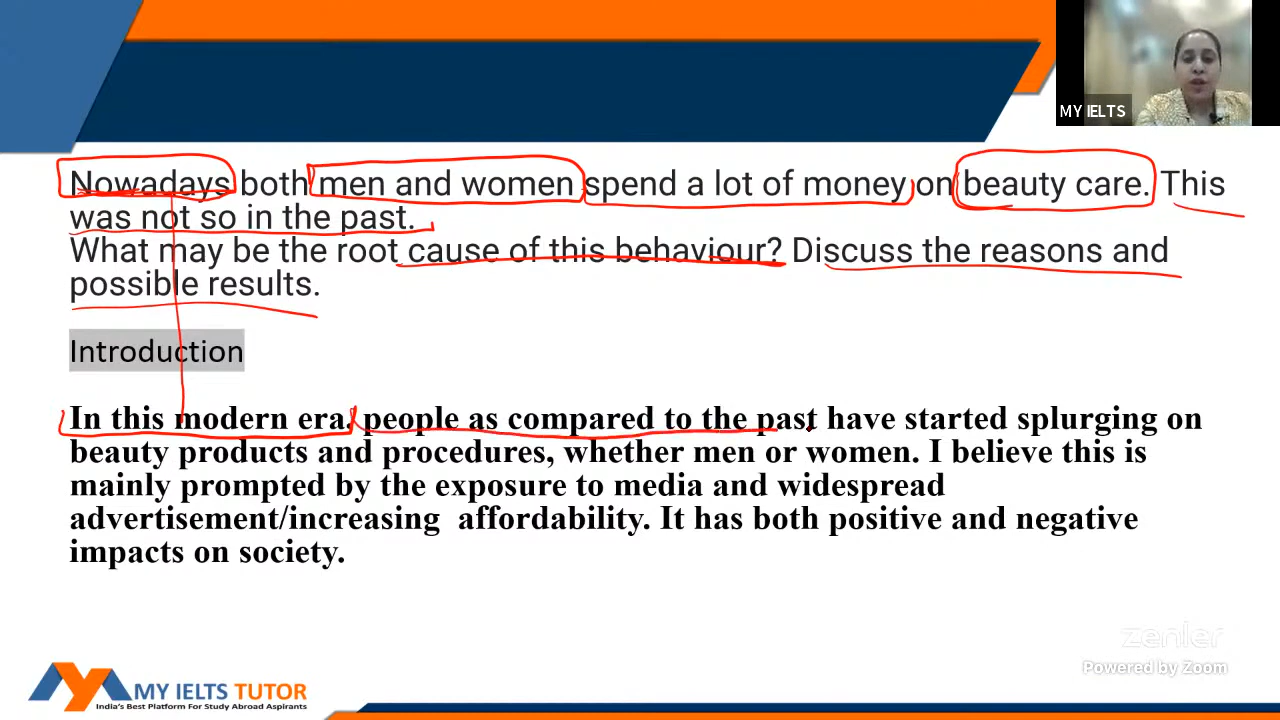 MY IELTS
Nowadays both men and women spend a lot of money on beauty care. This
was not so in the past.
What may be the root cause of this behaviour? Discuss the reasons and
possible results.
Introduction
In this modern era, people as compared to the past have started splurging on
beauty products and procedures, whether men or women. I believe this is
mainly prompted by the exposure to media and widespread
advertisement/increasing  affordability. It has both positive and negative
impacts on society.
zenler
Powered by Zoom
MY IELTS TUTOR
India's Best Platform For Study Abroad Aspirants